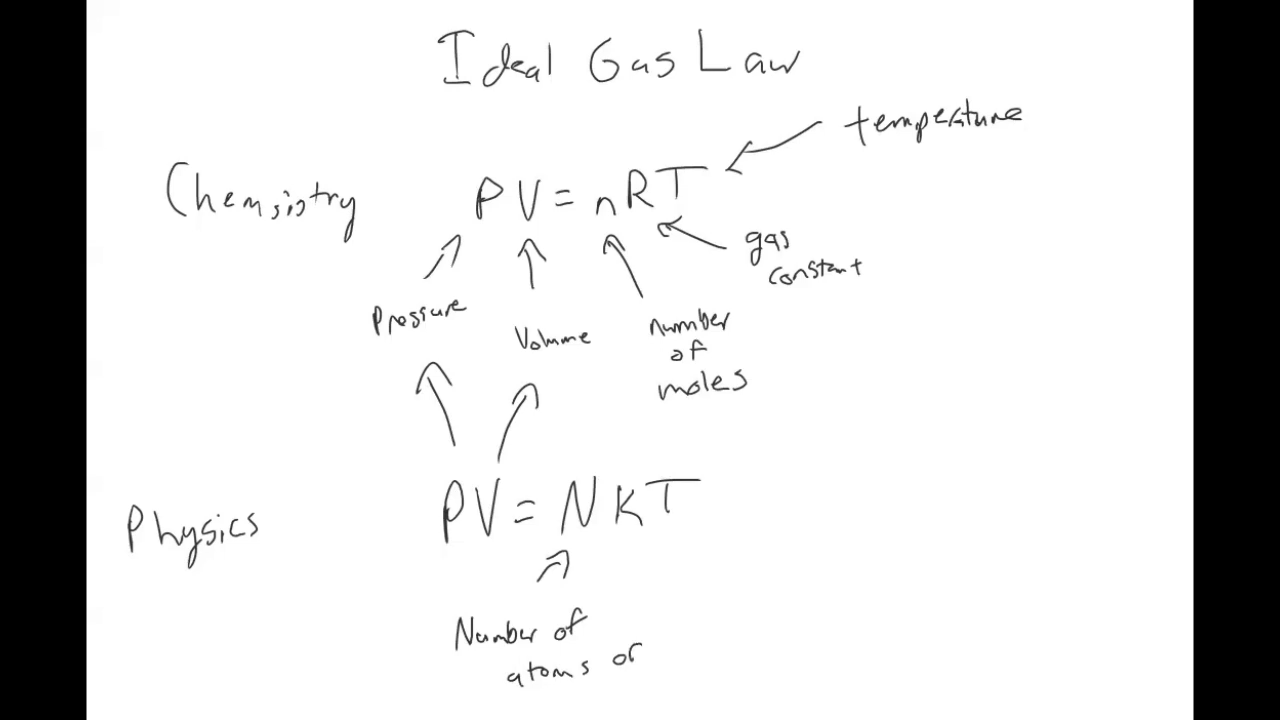 Ideal Gas Law
temperature
Chemsistry
PV = nRT
gas
constant
Pressure
Volume
number
of
moles
Physics
PV = NkT
Number of
atoms or